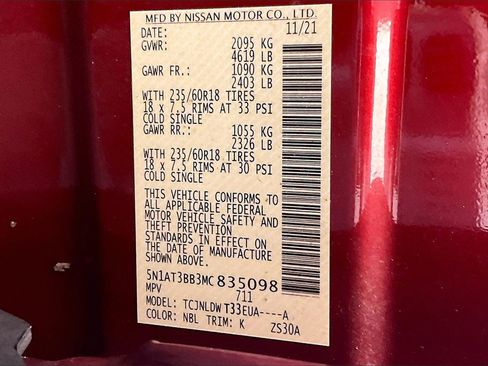 MFD BY NISSAN MOTOR CO., LTD.
DATE: 11/21
GVWR: 2095 KG
4619 LB
GAWR FR.: 1090 KG
2403 LB
WITH 235/60R18 TIRES
18 x 7.5 RIMS AT 33 PSI
COLD SINGLE
GAWR RR.: 1055 KG
2326 LB
WITH 235/60R18 TIRES
18 x 7.5 RIMS AT 30 PSI
COLD SINGLE
THIS VEHICLE CONFORMS TO
ALL APPLICABLE FEDERAL
MOTOR VEHICLE SAFETY AND
THEFT PREVENTION
STANDARDS IN EFFECT ON
THE DATE OF MANUFACTURE
SHOWN ABOVE.
5N1AT3BB3MC 835098
MPV 711
MODEL: TCJNLDW T33EUA----A
COLOR: NBL TRIM: K ZS30A